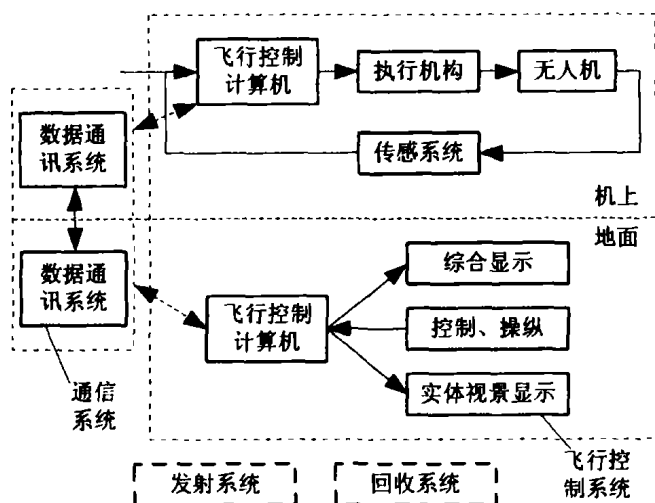 飞行控制
计算机
执行机构
无人机
数据通
讯系统
传感系统
机上
地面
数据通
讯系统
综合显示
飞行控制
计算机
控制、操纵
实体视景显示
通信
系统
飞行控
制系统
发射系统
回收系统